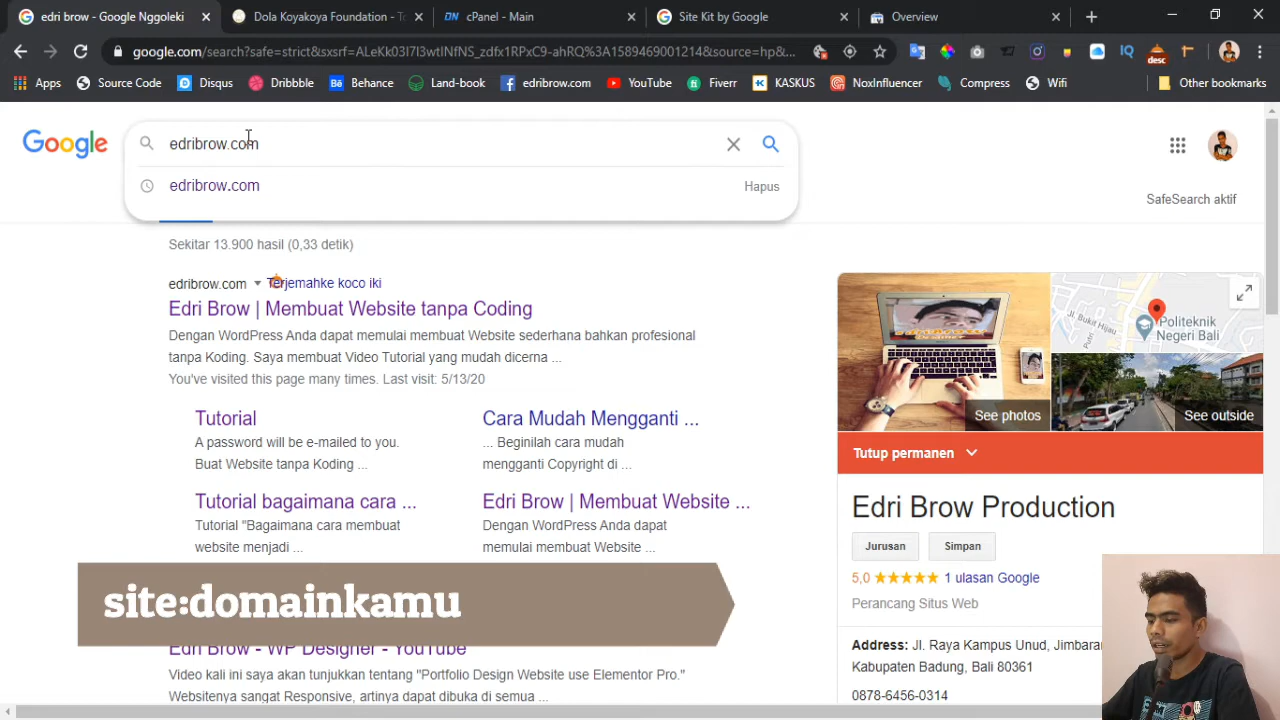 edri brow - Google Nggoleki
Dola Koyakoya Foundation - To
cPanel - Main
Site Kit by Google
Overview
google.com/search?safe=strict&sxsrf=ALeKk03I7I3wtINfNS_zdfx1RPxC9-ahRQ%3A1589469001214&source=hp&...
Apps
Source Code
Disqus
Dribbble
Behance
Land-book
edribrow.com
YouTube
Fiverr
KASKUS
NoxInfluencer
Compress
Wifi
Other bookmarks
Google
edribrow.com
edribrow.com
Hapus
SafeSearch aktif
Sekitar 13.900 hasil (0,33 detik)
edribrow.com
Terjemahke koco iki
Edri Brow | Membuat Website tanpa Coding
Dengan WordPress Anda dapat memulai membuat Website sederhana bahkan profesional
tanpa Koding. Saya membuat Video Tutorial yang mudah dicerna ...
You've visited this page many times. Last visit: 5/13/20
Tutorial
A password will be e-mailed to you.
Buat Website tanpa Koding ...
Cara Mudah Mengganti ...
... Beginilah cara mudah
mengganti Copyright di ...
Tutorial bagaimana cara ...
Tutorial "Bagaimana cara membuat
website menjadi ...
Edri Brow | Membuat Website ...
Dengan WordPress Anda dapat
memulai membuat Website ...
site:domainkamu
Edri Brow - WP Designer - YouTube
Video kali ini saya akan tunjukkan tentang "Portfolio Design Website use Elementor Pro."
Websitenya sangat Responsive, artinya dapat dibuka di semua ...
Jl. Bukit Hijau
Politeknik
Negeri Bali
See photos
See outside
Tutup permanen
Edri Brow Production
Jurusan
Simpan
5,0
1 ulasan Google
Perancang Situs Web
Address: Jl. Raya Kampus Unud, Jimbaran
Kabupaten Badung, Bali 80361
0878-6456-0314
desc